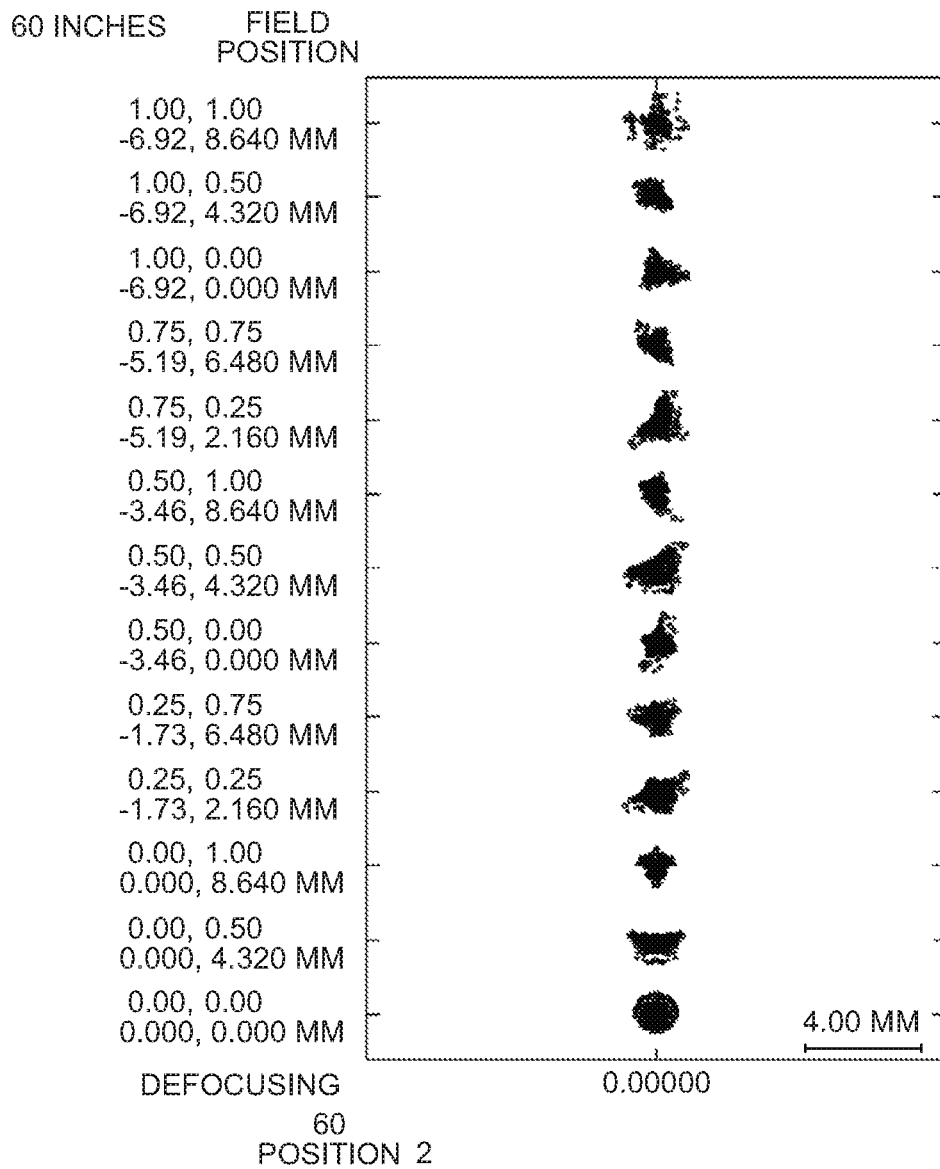 60 INCHES
FIELD
POSITION
1.00, 1.00
-6.92, 8.640 MM
1.00, 0.50
-6.92, 4.320 MM
1.00, 0.00
-6.92, 0.000 MM
0.75, 0.75
-5.19, 6.480 MM
0.75, 0.25
-5.19, 2.160 MM
0.50, 1.00
-3.46, 8.640 MM
0.50, 0.50
-3.46, 4.320 MM
0.50, 0.00
-3.46, 0.000 MM
0.25, 0.75
-1.73, 6.480 MM
0.25, 0.25
-1.73, 2.160 MM
0.00, 1.00
0.000, 8.640 MM
0.00, 0.50
0.000, 4.320 MM
0.00, 0.00
0.000, 0.000 MM
4.00 MM
DEFOCUSING 0.00000
60
POSITION 2